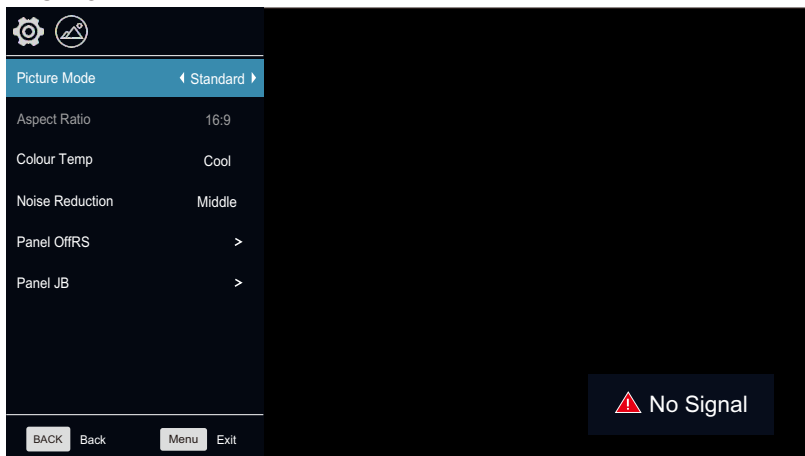 Picture Mode Standard
Aspect Ratio 16:9
Colour Temp Cool
Noise Reduction Middle
Panel OffRS >
Panel JB >
No Signal
BACK Back Menu Exit